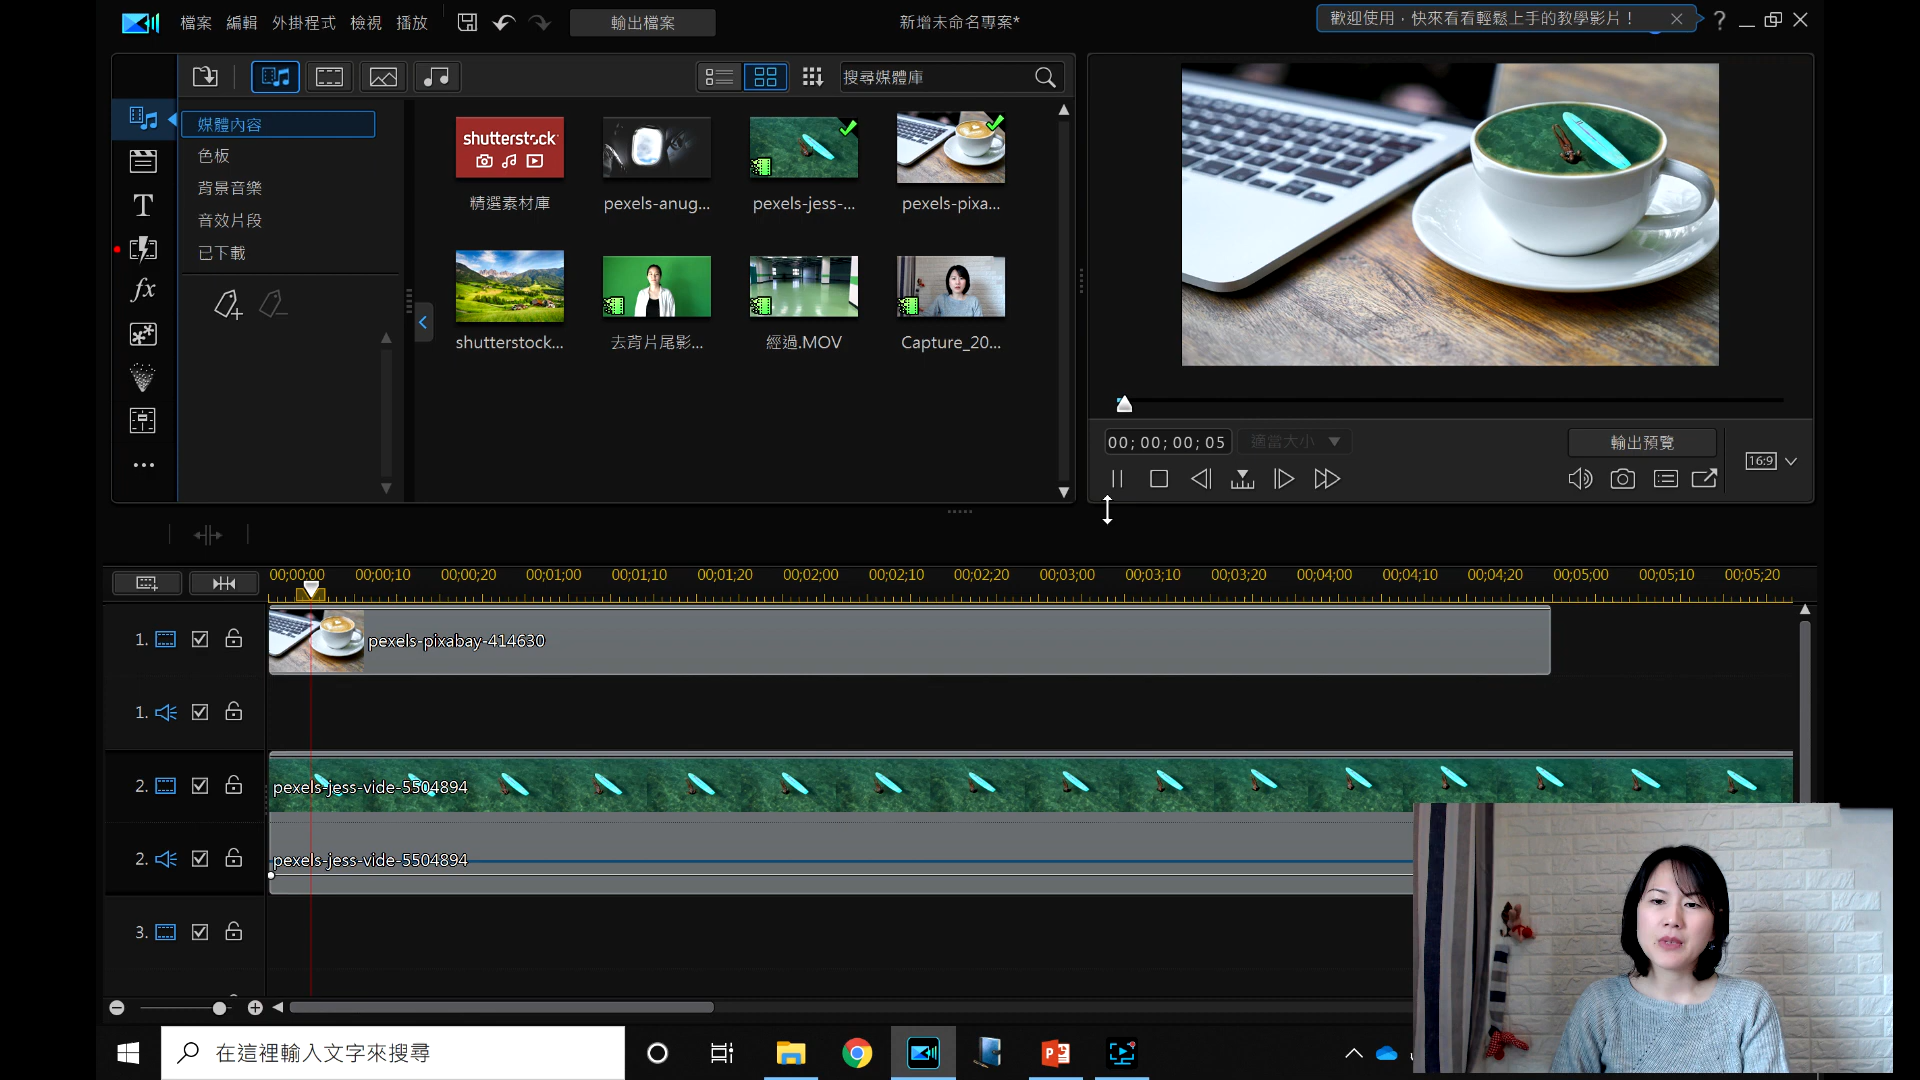 檔案 編輯 外掛程式 檢視 播放
輸出檔案
新增未命名專案*
歡迎使用,快來看看輕鬆上手的教學影片！
?
搜尋媒體庫
媒體內容
色板
背景音樂
音效片段
已下載
T
fx
shutterstock
精選素材庫
pexels-anug...
pexels-jess-...
pexels-pixa...
shutterstock...
去背片尾影...
經過.MOV
Capture_20...
00; 00; 00; 05
適當大小
輸出預覽
16:9
00;00;00 00;00;10 00;00;20 00;01;00 00;01;10 00;01;20 00;02;00 00;02;10 00;02;20 00;03;00 00;03;10 00;03;20 00;04;00 00;04;10 00;04;20 00;05;00 00;05;10 00;05;20
1.
pexels-pixabay-414630
1.
2.
pexels-jess-vide-5504894
2.
pexels-jess-vide-5504894
3.
在這裡輸入文字來搜尋